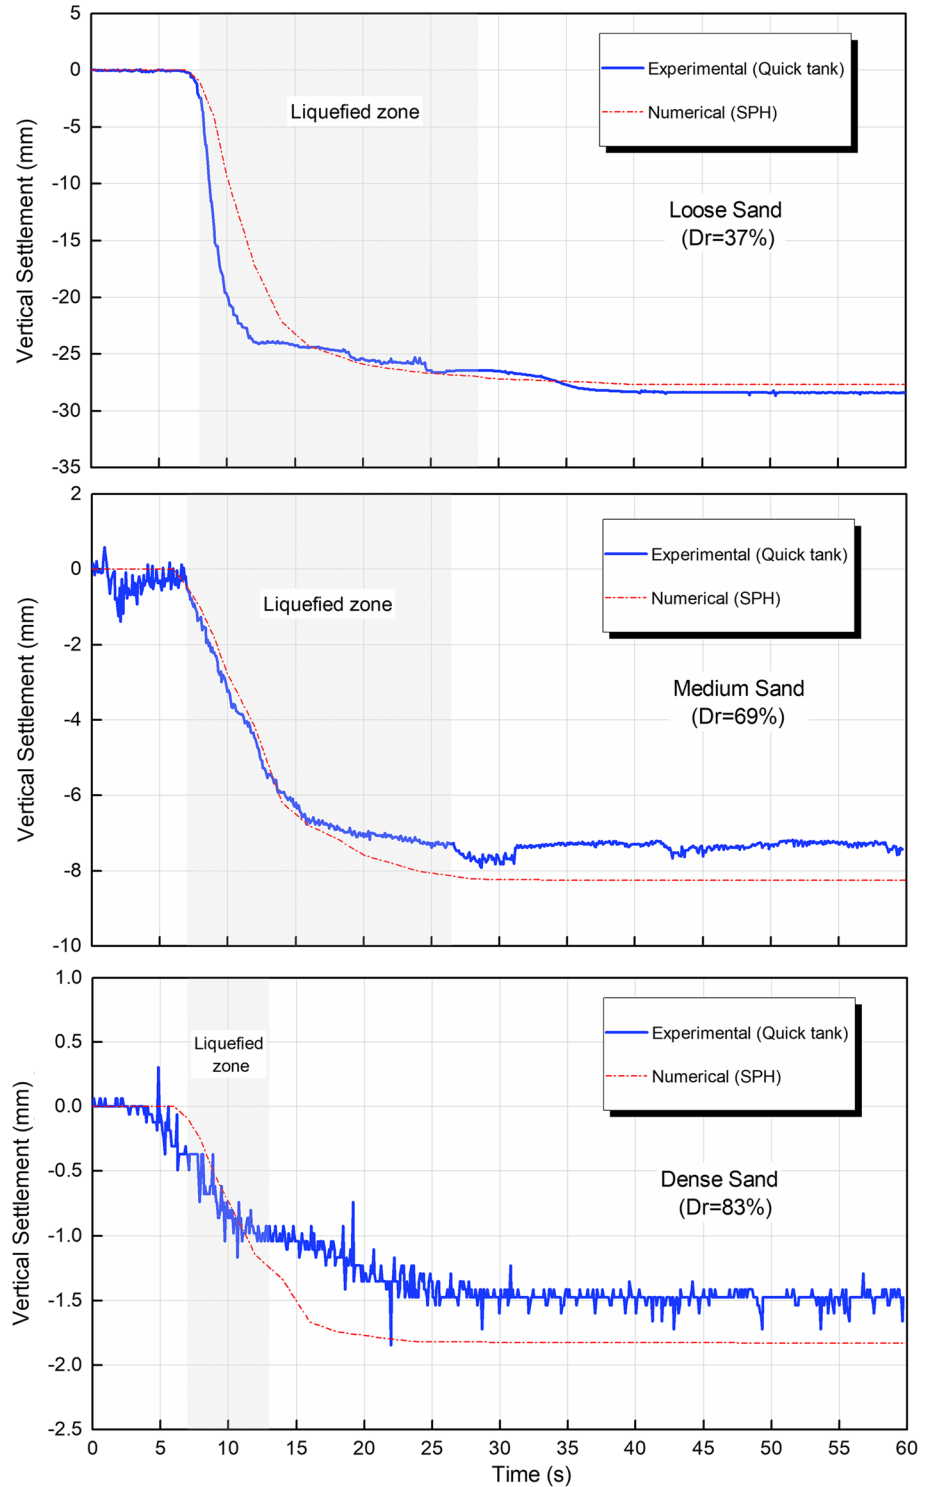 5
0
-5
-10
-15
-20
-25
-30
-35
Vertical Settlement (mm)
Experimental (Quick tank)
Numerical (SPH)
Liquefied zone
Loose Sand
(Dr=37%)
2
0
-2
-4
-6
-8
-10
Vertical Settlement (mm)
Experimental (Quick tank)
Numerical (SPH)
Liquefied zone
Medium Sand
(Dr=69%)
1.0
0.5
0.0
-0.5
-1.0
-1.5
-2.0
-2.5
Vertical Settlement (mm)
Experimental (Quick tank)
Numerical (SPH)
Liquefied
zone
Dense Sand
(Dr=83%)
0 5 10 15 20 25 30 35 40 45 50 55 60
Time (s)